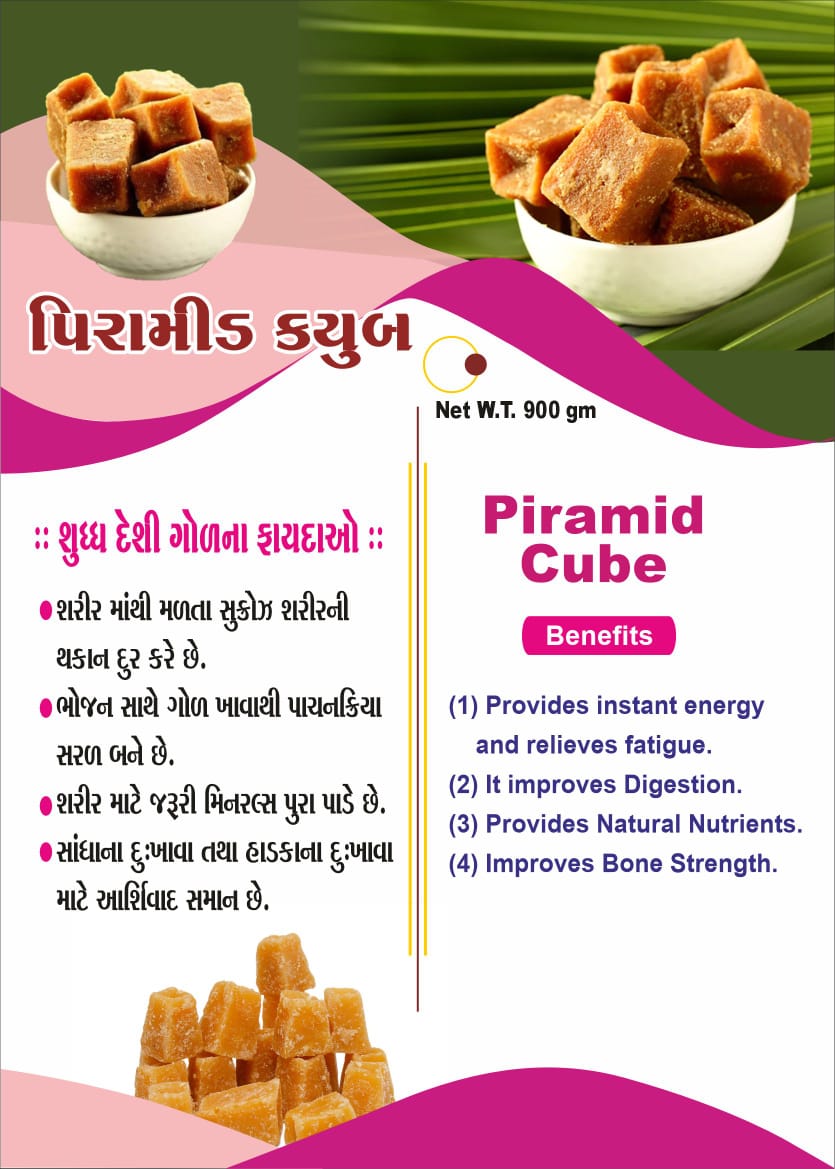 પિરામીડ ક્યુબ
Net W.T. 900 gm
:: શુધ્ધ દેશી ગોળના ફાયદાઓ ::
શરીર માંથી મળતા સુક્રોઝ શરીરની
થકાન દુર કરે છે.
ભોજન સાથે ગોળ ખાવાથી પાચનક્રિયા
સરળ બને છે.
શરીર માટે જરૂરી મિનરલ્સ પુરા પાડે છે.
સાંધાના દુઃખાવા તથા હાડકાના દુઃખાવા
માટે આર્શિવાદ સમાન છે.
Piramid
Cube
Benefits
(1) Provides instant energy
and relieves fatigue.
(2) It improves Digestion.
(3) Provides Natural Nutrients.
(4) Improves Bone Strength.